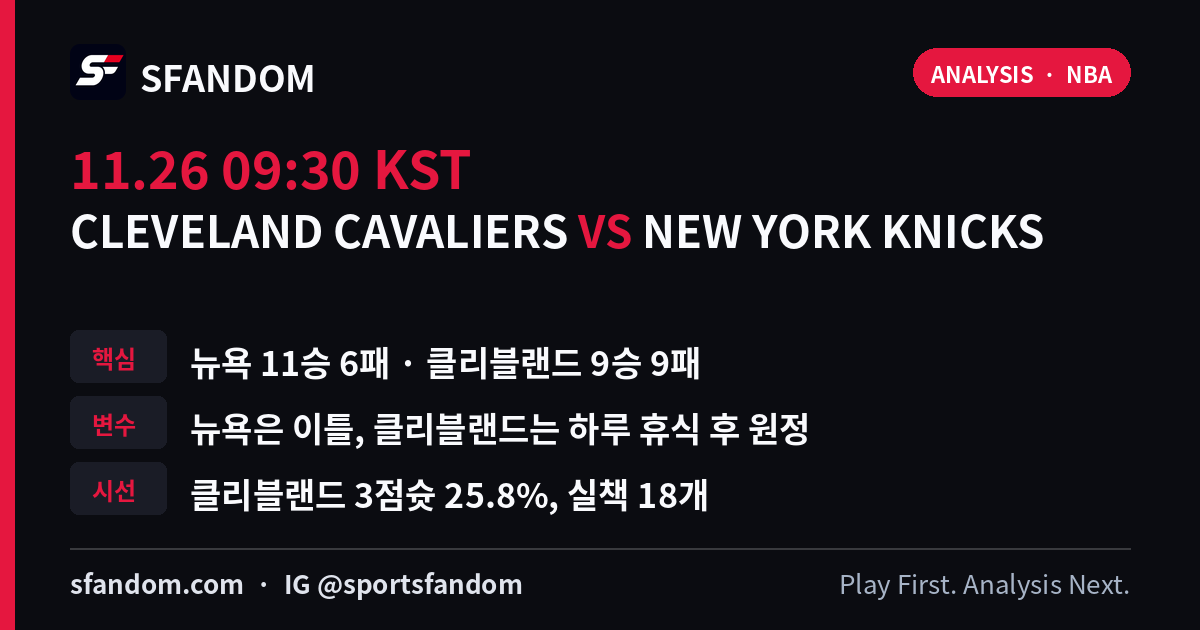 SF SFANDOM
ANALYSIS · NBA
11.26 09:30 KST
CLEVELAND CAVALIERS VS NEW YORK KNICKS
핵심 뉴욕 11승 6패 · 클리블랜드 9승 9패
변수 뉴욕은 이틀, 클리블랜드는 하루 휴식 후 원정
시선 클리블랜드 3점슛 25.8%, 실책 18개
sfandom.com · IG @sportsfandom
Play First. Analysis Next.